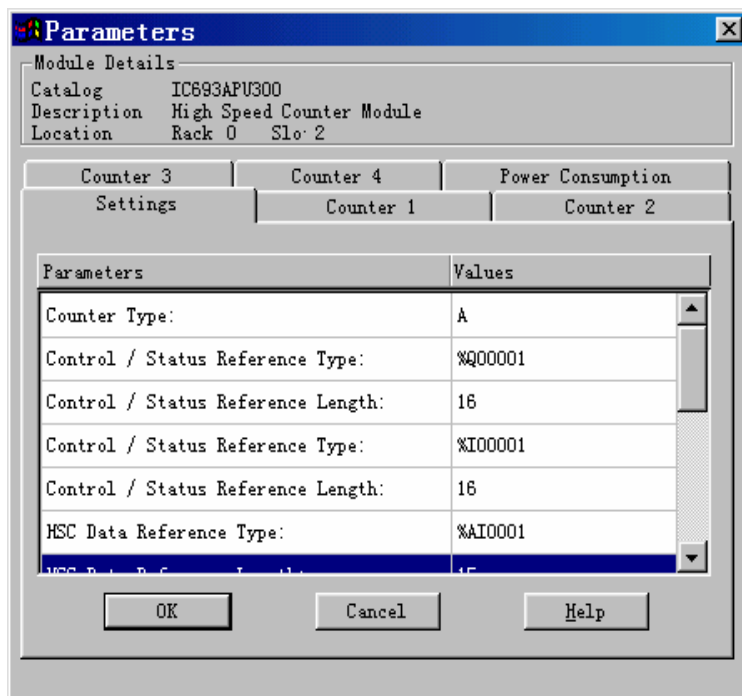 Parameters
Module Details
Catalog IC693APU300
Description High Speed Counter Module
Location Rack 0 Slo 2
Counter 3 Counter 4 Power Consumption
Settings Counter 1 Counter 2
Parameters Values
Counter Type: A
Control / Status Reference Type: %Q00001
Control / Status Reference Length: 16
Control / Status Reference Type: %I00001
Control / Status Reference Length: 16
HSC Data Reference Type: %AI0001
OK Cancel Help